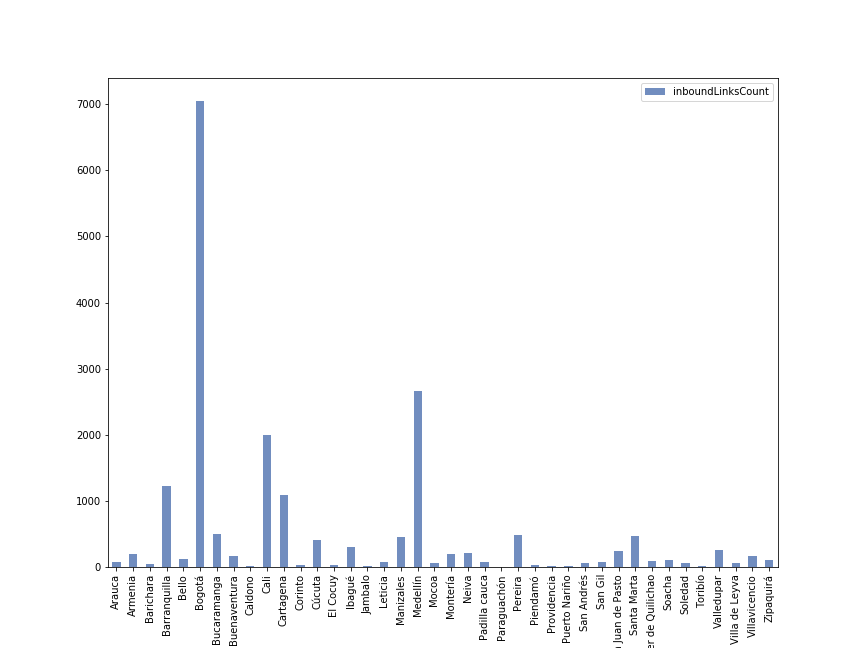 inboundLinksCount
7000
6000
5000
4000
3000
2000
1000
0
Arauca
Armenia
Barichara
Barranquilla
Bello
Bogotá
Bucaramanga
Buenaventura
Caldono
Cali
Cartagena
Corinto
Cúcuta
El Cocuy
Ibagué
Jambalo
Leticia
Manizales
Medellín
Mocoa
Montería
Neiva
Padilla cauca
Paraguachón
Pereira
Piendamó
Providencia
Puerto Nariño
San Andrés
San Gil
Juan de Pasto
Santa Marta
er de Quilichao
Soacha
Soledad
Toribío
Valledupar
Villa de Leyva
Villavicencio
Zipaquirá